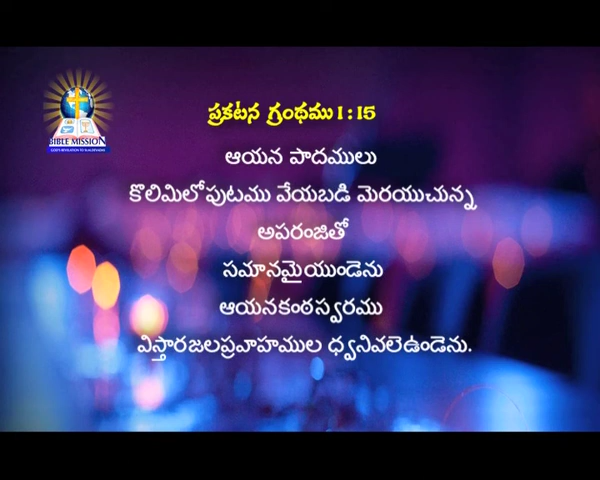 ప్రకటన గ్రంథము 1 : 15
BIBLE MISSION
ఆయన పాదములు
కొలిమిలోపుటము వేయబడి మెరయుచున్న
అపరంజితో
సమానమైయుండెను
ఆయనకంఠస్వరము
విస్తారజలప్రవాహముల ధ్వనివలెఉండెను.